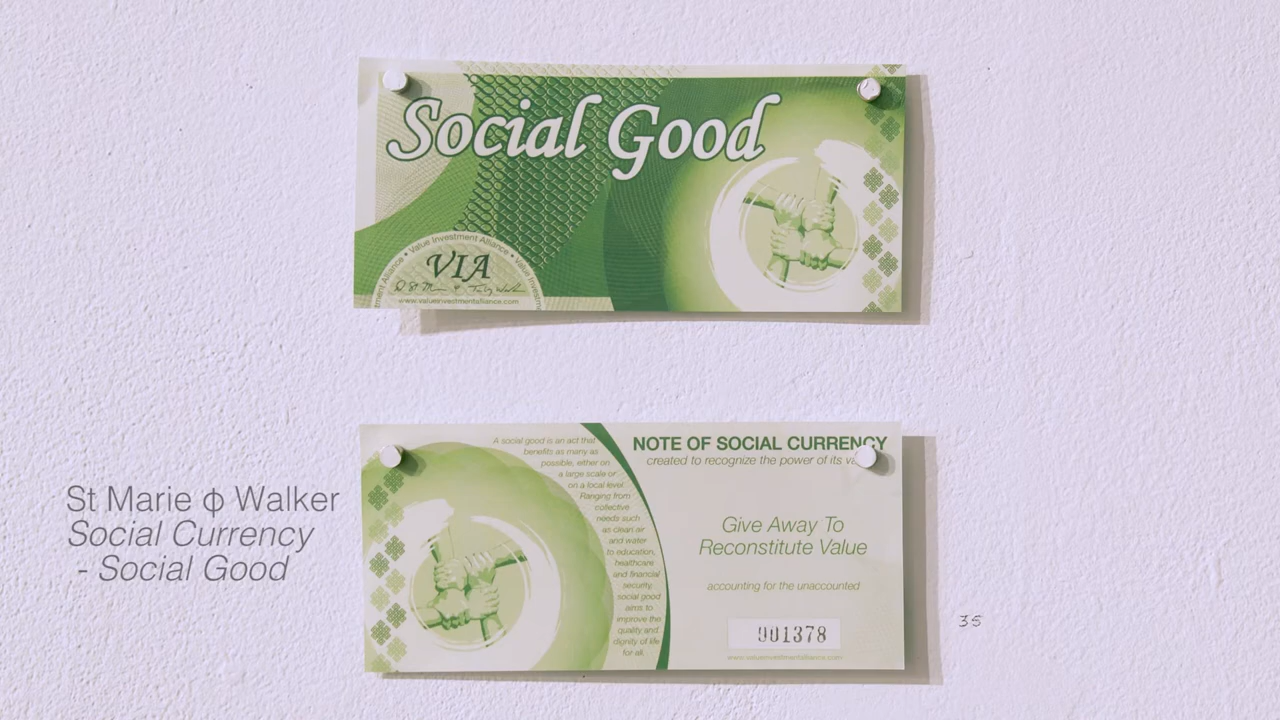 Social Good
Alliance • Value Investment Alliance • Value Investment
VIA
www.valueinvestmentalliance.com
A social good is an act that
benefits as many as
possible, either on
a large scale or
on a local level.
Ranging from
collective
needs such
as clean air
and water
to education,
healthcare
and financial
security,
social good
aims to
improve the
quality and
dignity of life
for all.
NOTE OF SOCIAL CURRENCY
created to recognize the power of its
Give Away To
Reconstitute Value
accounting for the unaccounted
001378
www.valueinvestmentalliance.com
St Marie φ Walker
Social Currency
- Social Good
35